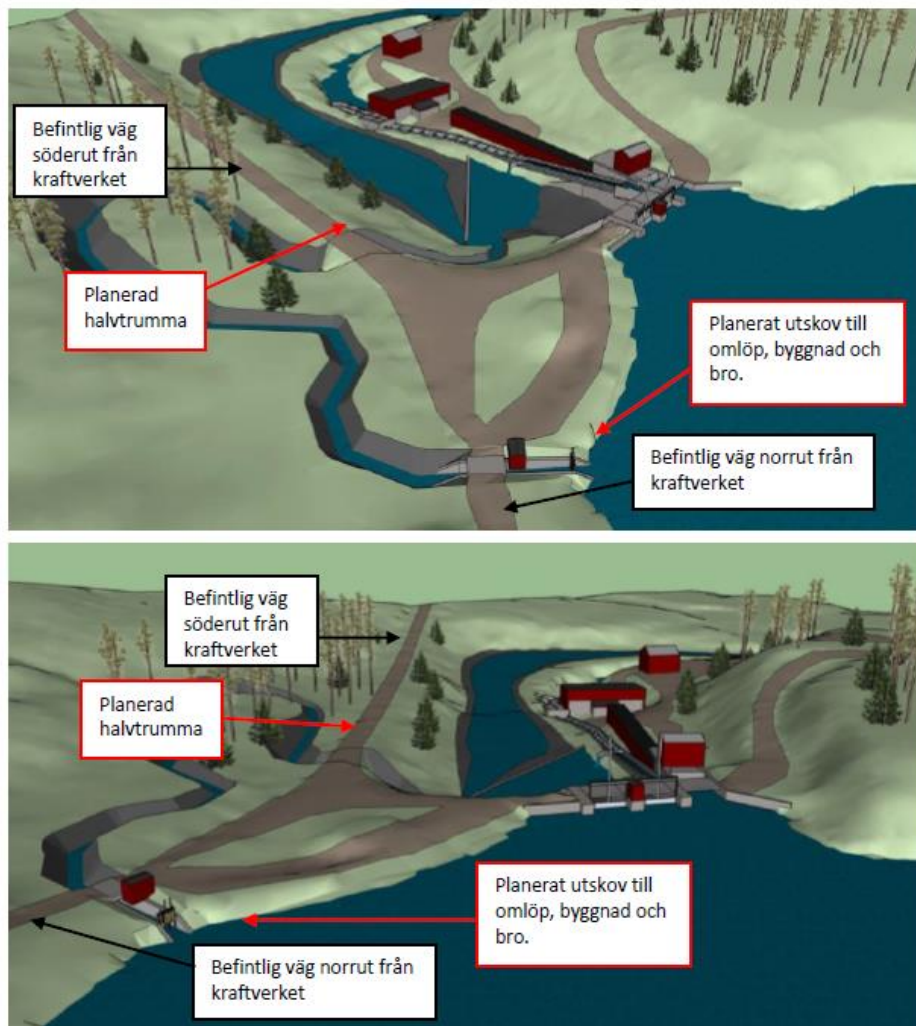 Befintlig väg
söderut från
kraftverket
Planerad
halvtrumma
Planerat utskov till
omlöp, byggnad och
bro.
Befintlig väg norrut från
kraftverket
Befintlig väg
söderut från
kraftverket
Planerad
halvtrumma
Planerat utskov till
omlöp, byggnad och
bro.
Befintlig väg norrut från
kraftverket